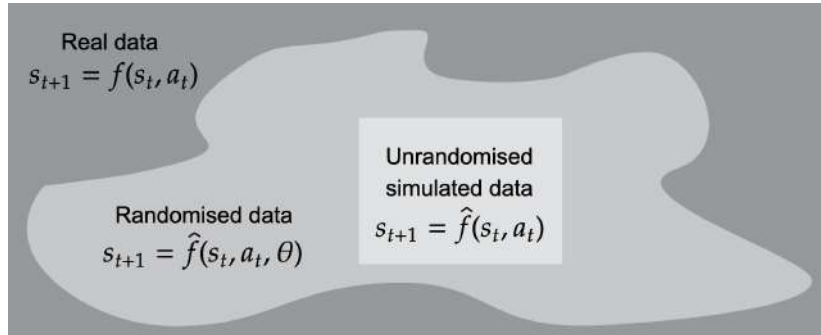 Real data
s_{t+1} = f(s_t, a_t)
Unrandomised
simulated data
s_{t+1} = \hat{f}(s_t, a_t)
Randomised data
s_{t+1} = \hat{f}(s_t, a_t, θ)